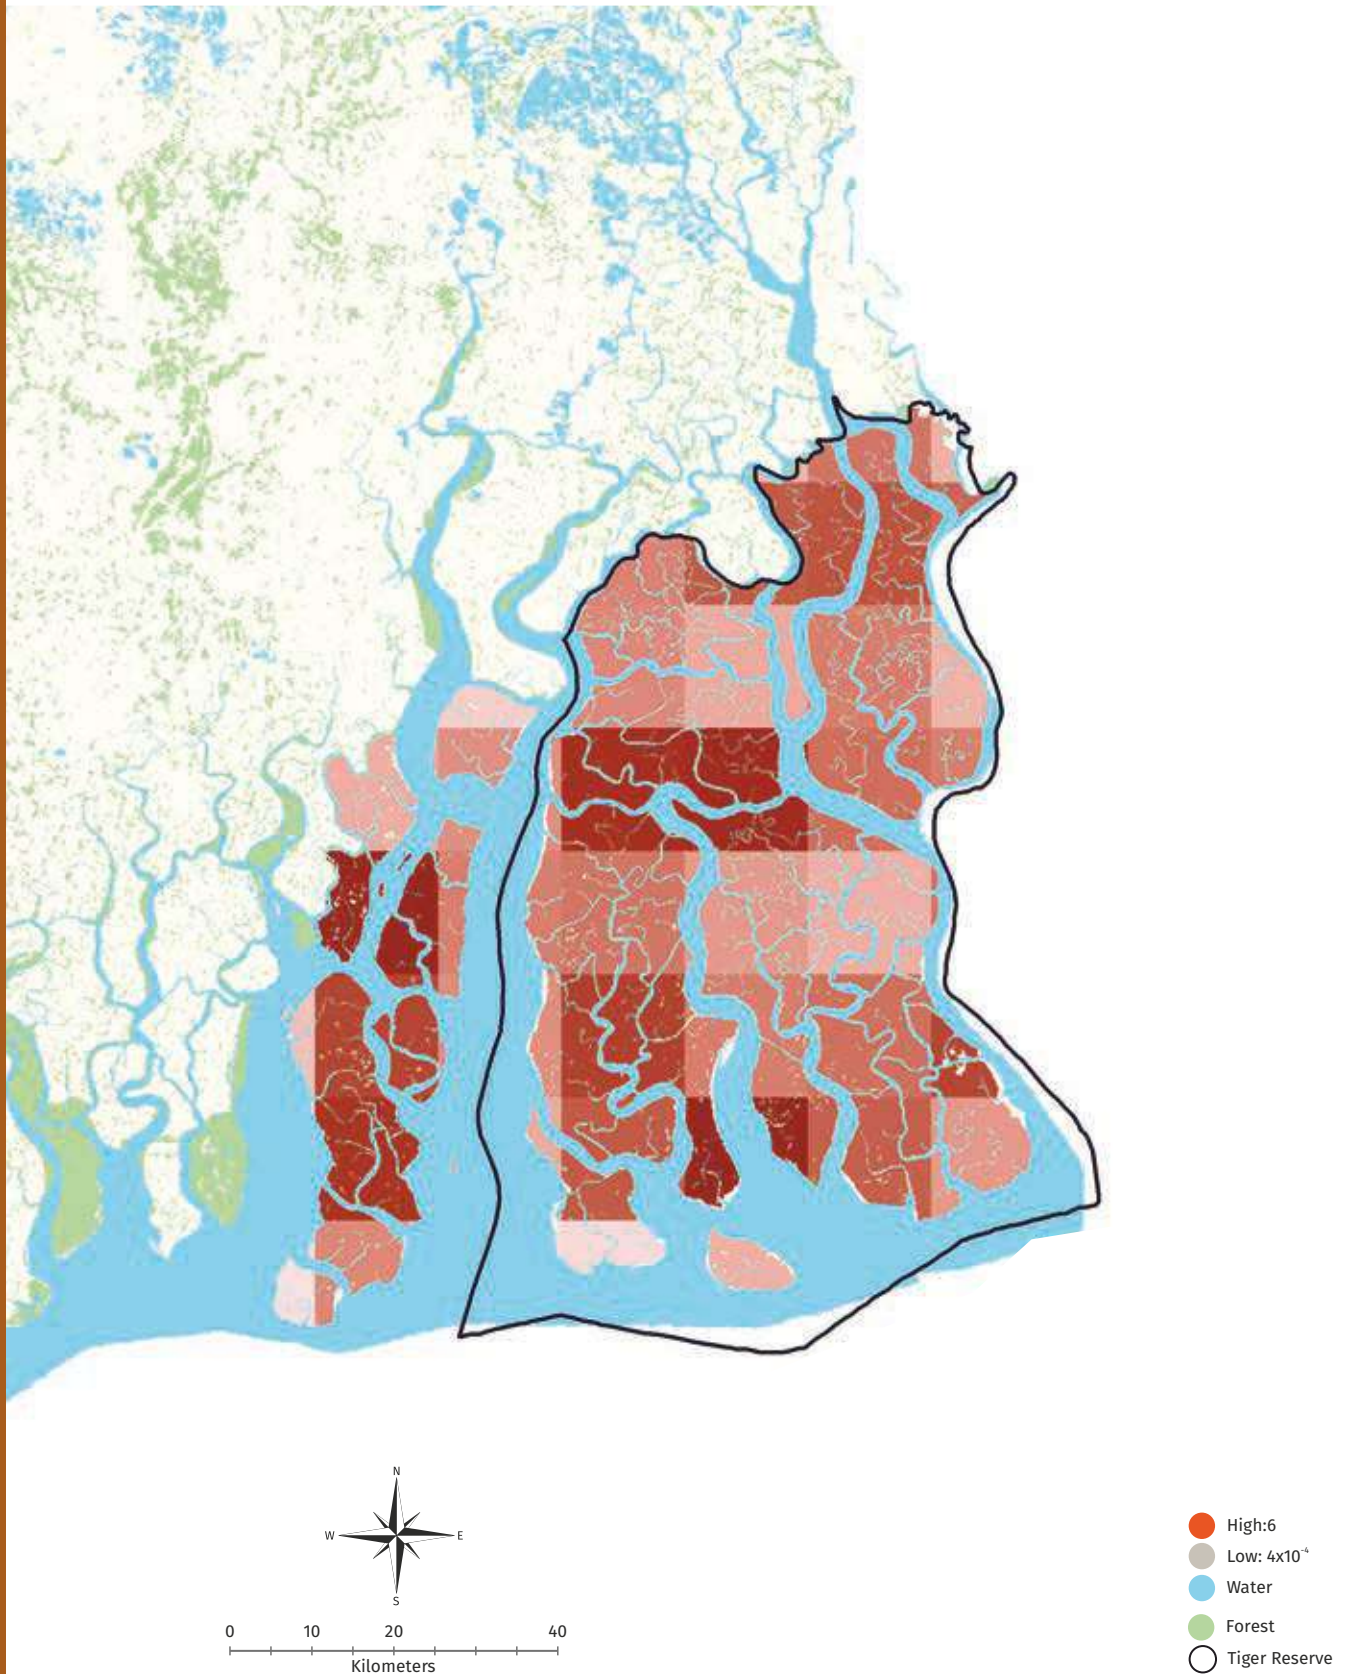 N
W E
S
0 10 20 40
Kilometers
High:6
Low: 4x10⁻⁴
Water
Forest
Tiger Reserve